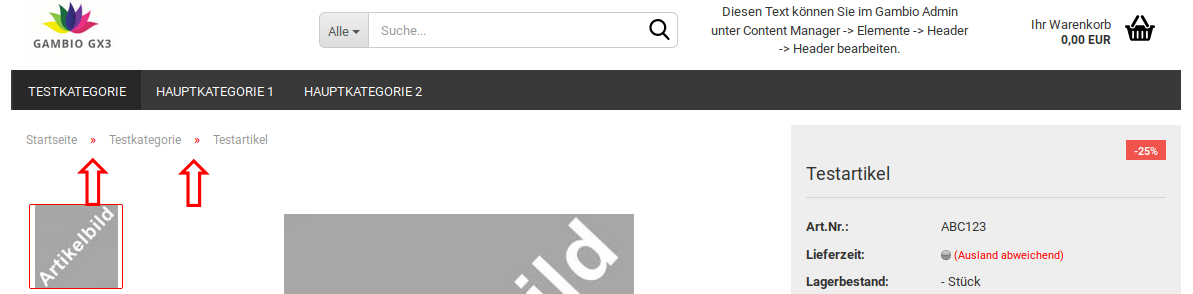 GAMBIO GX3
Alle
Suche...
Diesen Text können Sie im Gambio Admin
unter Content Manager -> Elemente -> Header
-> Header bearbeiten.
Ihr Warenkorb
0,00 EUR
TESTKATEGORIE HAUPTKATEGORIE 1 HAUPTKATEGORIE 2
Startseite » Testkategorie » Testartikel
-25%
Testartikel
Art.Nr.: ABC123
Lieferzeit: (Ausland abweichend)
Lagerbestand: - Stück
Artikelbild
ild